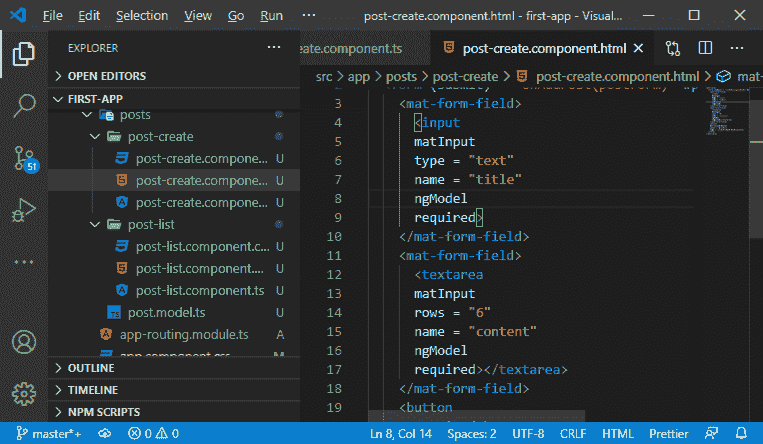 File Edit Selection View Go Run ··· post-create.component.html - first-app - Visual...
EXPLORER ···
OPEN EDITORS
FIRST-APP
posts
post-create
post-create.compone... U
post-create.compone... U
post-create.compone... U
post-list
post-list.component.c... U
post-list.component.... U
post-list.component.ts U
post.model.ts U
app-routing.module.ts A
app.component.css M
OUTLINE
TIMELINE
NPM SCRIPTS
51
eate.component.ts post-create.component.html ···
src > app > posts > post-create > post-create.component.html > mat-
3 <mat-form-field>
4 <input
5 matInput
6 type = "text"
7 name = "title"
8 ngModel
9 required>
10 </mat-form-field>
11 <mat-form-field>
12 <textarea
13 matInput
14 rows = "6"
15 name = "content"
16 ngModel
17 required></textarea>
18 </mat-form-field>
19 <button
master*+ 0 0 Ln 8, Col 14 Spaces: 2 UTF-8 CRLF HTML Prettier